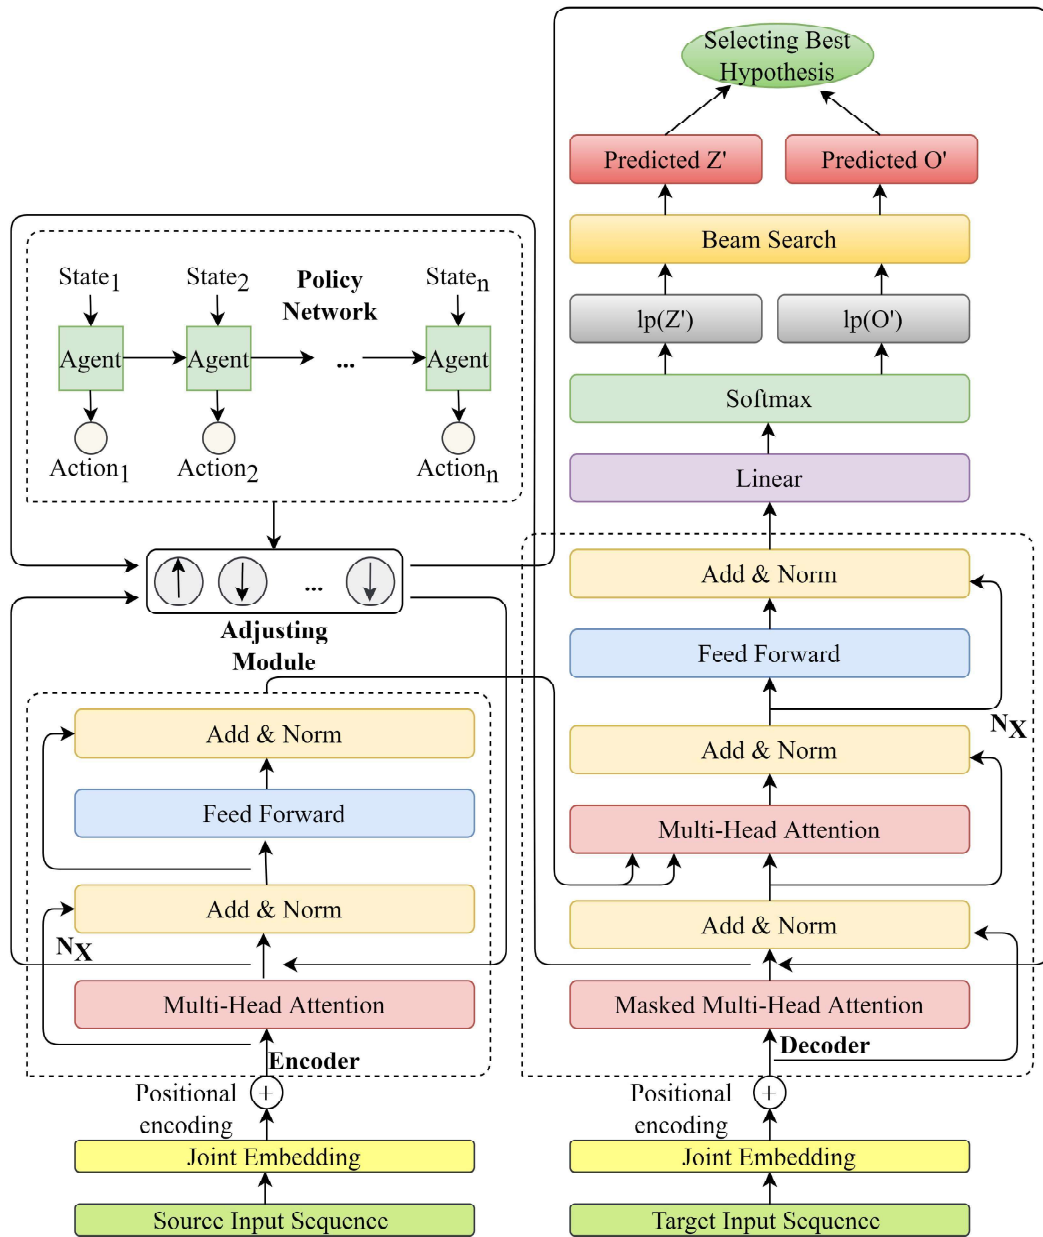 Selecting Best
Hypothesis
Predicted Z'
Predicted O'
Beam Search
lp(Z')
lp(O')
Softmax
Linear
State1
State2
Policy
Network
Staten
Agent
Agent
...
Agent
Action1
Action2
Actionn
...
Adjusting
Module
Add & Norm
Feed Forward
Add & Norm
NX
Multi-Head Attention
Encoder
Positional
encoding
+
Joint Embedding
Source Input Sequence
Add & Norm
Feed Forward
NX
Add & Norm
Multi-Head Attention
Add & Norm
Masked Multi-Head Attention
Decoder
Positional
encoding
+
Joint Embedding
Target Input Sequence